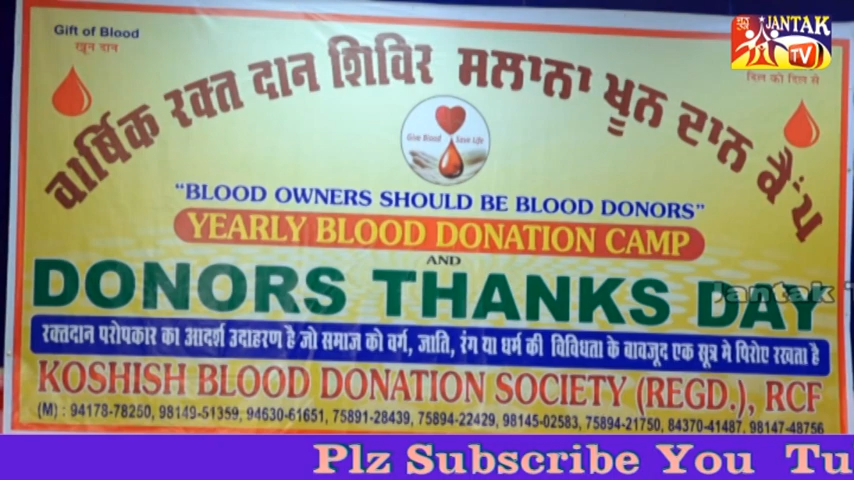 Gift of Blood
खून दान
JANTAK
TV
दिल को दिल से
वार्षिक रक्त दान शिविर ਸਲਾਨਾ ਖੂਨ ਦਾਨ ਕੈਂਪ
Give Blood Save Life
"BLOOD OWNERS SHOULD BE BLOOD DONORS"
YEARLY BLOOD DONATION CAMP
AND
DONORS THANKS DAY
Jantak T
रक्तदान परोपकार का आदर्श उदाहरण है जो समाज को वर्ग, जाति, रंग या धर्म की विविधता के बावजूद एक सूत्र मे पिरोए रखता है
KOSHISH BLOOD DONATION SOCIETY (REGD.), RCF
(M) : 94178-78250, 98149-51359, 94630-61651, 75891-28439, 75894-22429, 98145-02583, 75894-21750, 84370-41487, 98147-48756
Plz Subscribe You Tu